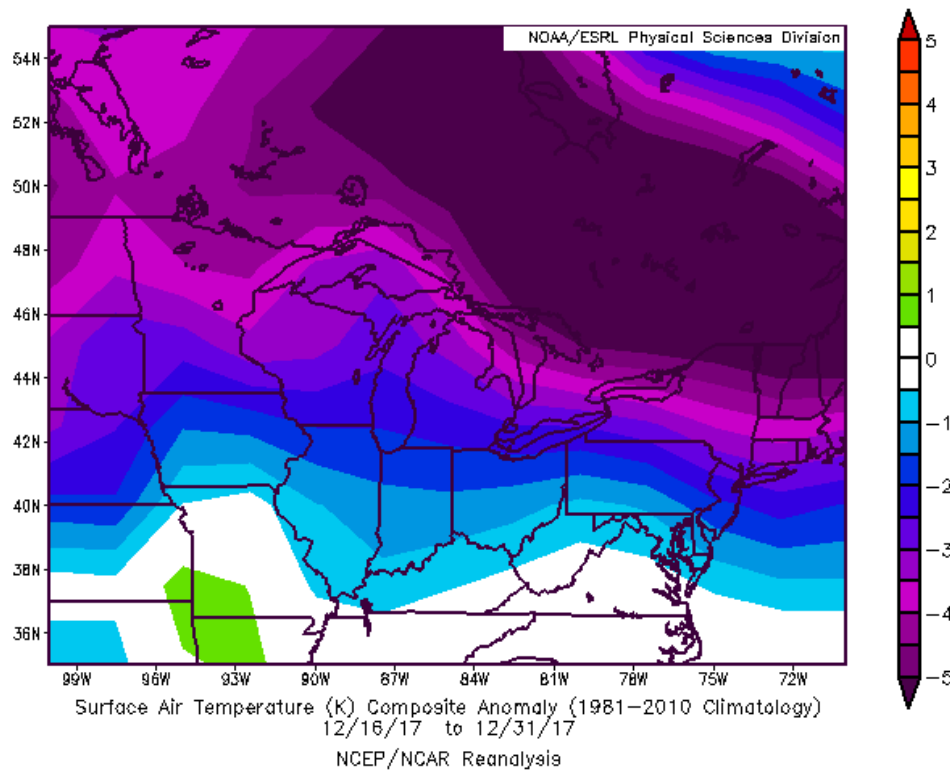 NOAA/ESRL Physical Sciences Division
54N
52N
50N
48N
46N
44N
42N
40N
38N
36N
99W 96W 93W 90W 87W 84W 81W 78W 75W 72W
5
4
3
2
1
0
-1
-2
-3
-4
-5
Surface Air Temperature (K) Composite Anomaly (1981-2010 Climatology)
12/16/17 to 12/31/17
NCEP/NCAR Reanalysis